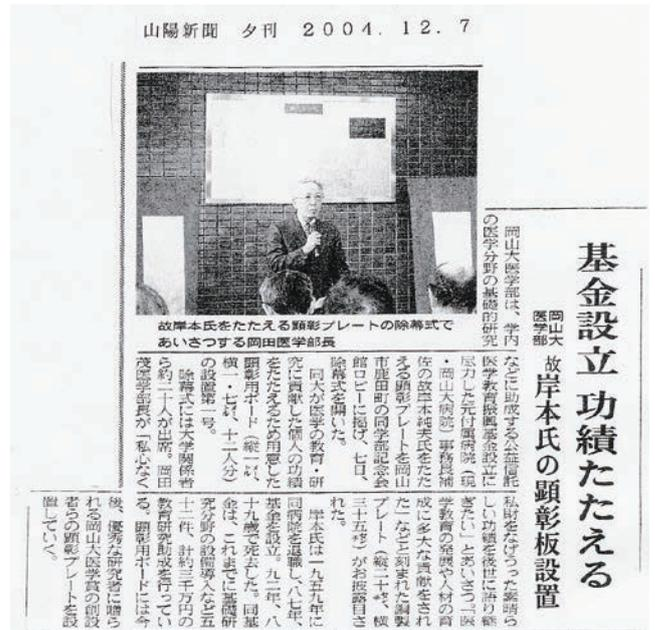 山陽新聞 夕刊 2004.12.7
基金設立 功績たたえる
岡山大
医学部
故岸本氏の顕彰板設置
故岸本氏をたたえる顕彰プレートの除幕式で
あいさつする岡田医学部長
岡山大医学部は、学内
の医学分野の基礎的研究
などに助成する公益信託
医学教育振興基金設立に
尽力した元付属病院(現
・岡山大病院)事務長補
佐の故岸本純夫氏をたた
える顕彰プレートを岡山
市鹿田町の同学部記念会
館ロビーに掲げ、七日、
除幕式を開いた。
同大が医学の教育・研
究に貢献した個人の功績
をたたえるため用意した
顕彰用ボード(縦一㍍、
横一・七㍍、十二人分)
の設置第一号。
除幕式には大学関係者
ら約二十人が出席。岡田
茂医学部長が「私心なく
私財をなげうった素晴ら
しい功績を後世に語り継
ぎたい」とあいさつ。「医
学教育の発展や人材の育
成に多大な貢献をされ
た」などと刻まれた銅製
プレート(縦二十㌢、横
三十五㌢)がお披露目さ
れた。
岸本氏は一九五九年に
同病院を退職し、八七年、
基金を設立。九二年、八
十九歳で死去した。同基
金は、これまでに基礎研
究分野の設備導入など五
十二件、計約三千万円の
教育研究助成を行ってい
る。顕彰用ボードには今
後、優秀な研究者に贈ら
れる岡山大医学賞の創設
者らの顕彰プレートを設
置していく。